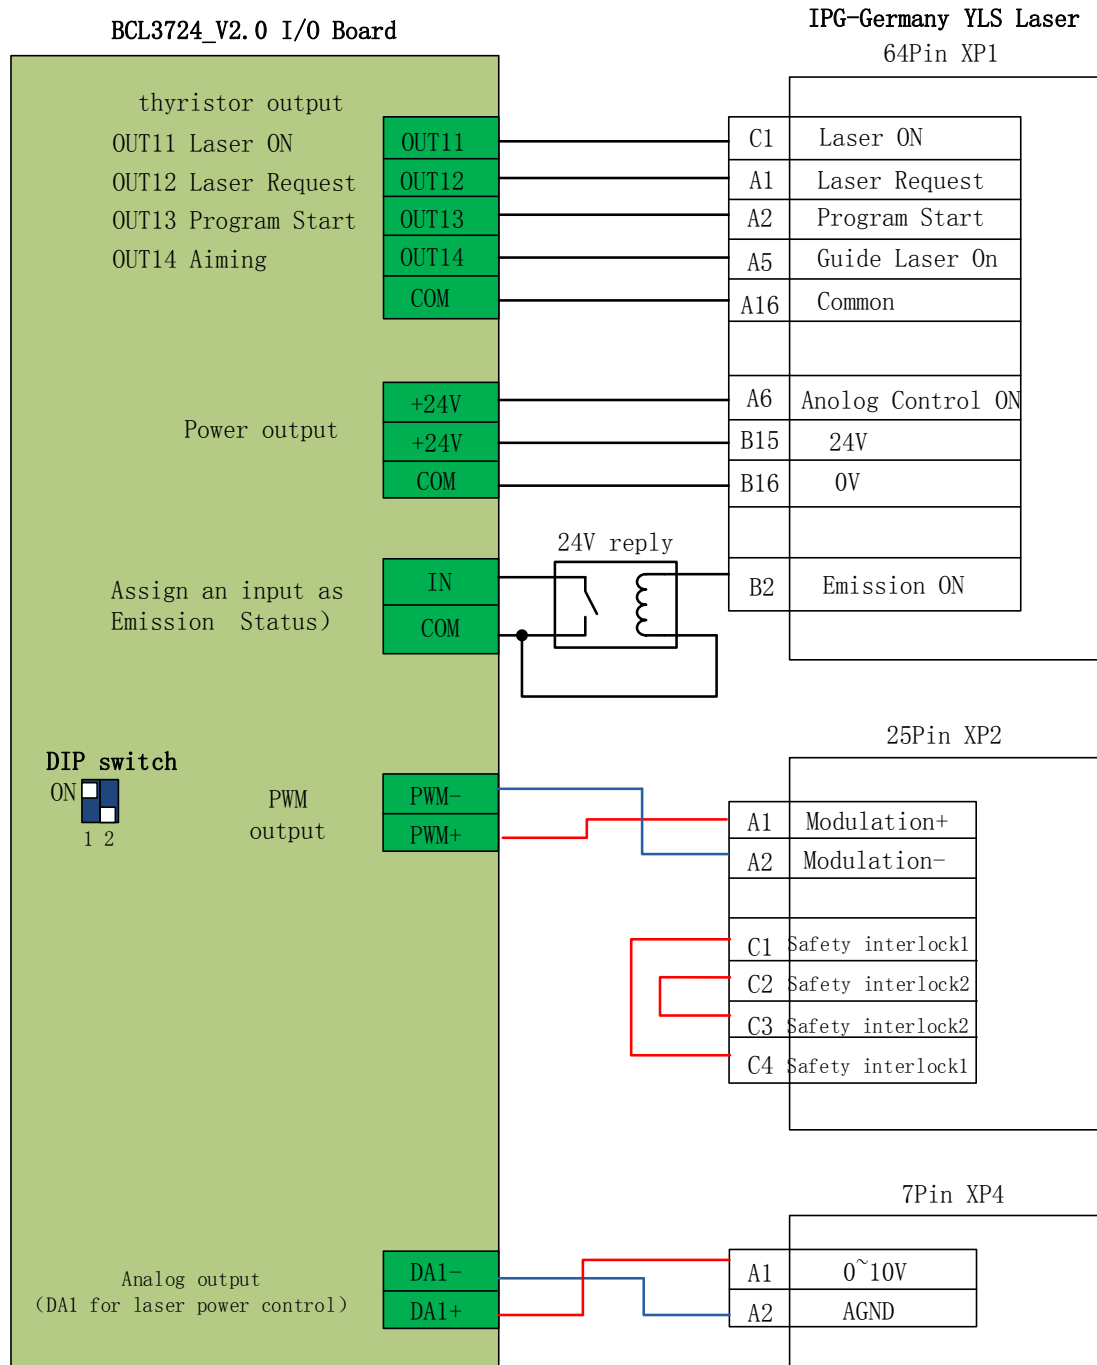 BCL3724_V2.0 I/O Board
IPG-Germany YLS Laser
64Pin XP1
thyristor output
OUT11 Laser ON
OUT11
C1
Laser ON
OUT12 Laser Request
OUT12
A1
Laser Request
OUT13 Program Start
OUT13
A2
Program Start
OUT14 Aiming
OUT14
A5
Guide Laser On
COM
A16
Common
Power output
+24V
A6
Anolog Control ON
+24V
B15
24V
COM
B16
0V
24V reply
Assign an input as
Emission Status)
IN
COM
B2
Emission ON
25Pin XP2
DIP switch
ON
1 2
PWM
output
PWM-
PWM+
A1
Modulation+
A2
Modulation-
C1
Safety interlock1
C2
Safety interlock2
C3
Safety interlock2
C4
Safety interlock1
7Pin XP4
Analog output
(DA1 for laser power control)
DA1-
DA1+
A1
0~10V
A2
AGND